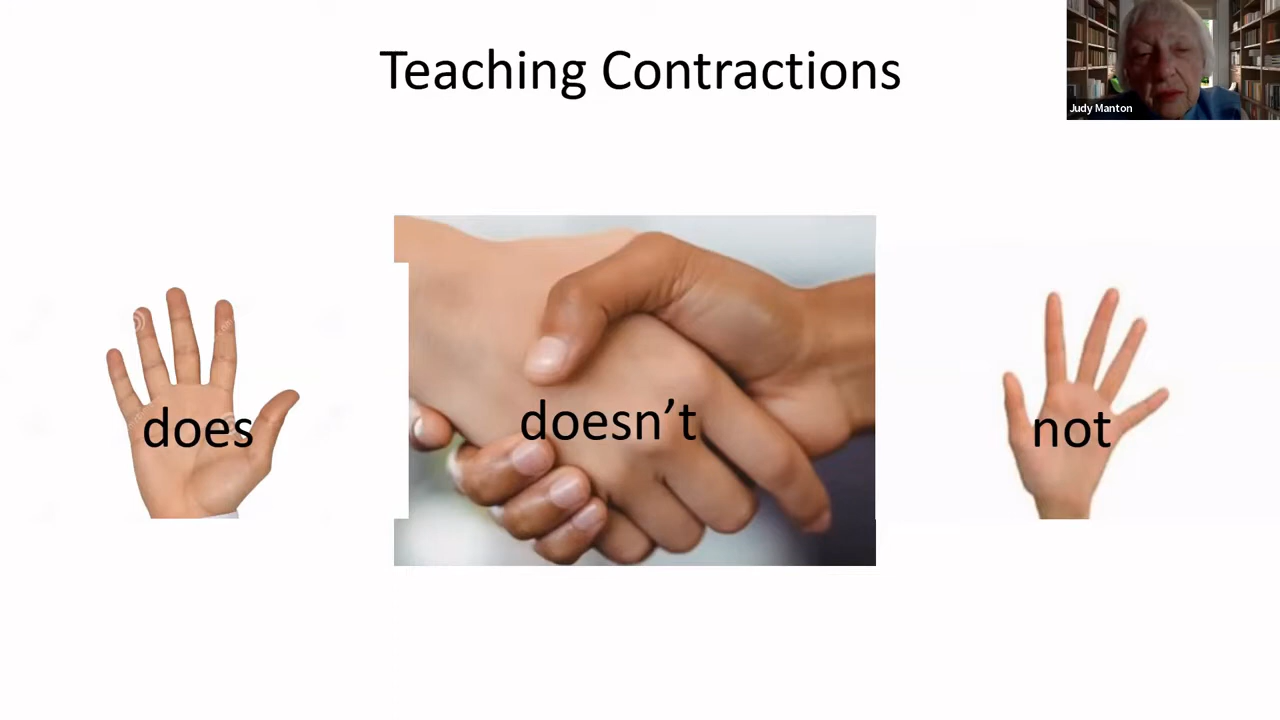 Teaching Contractions
Judy Manton
does
doesn’t
not